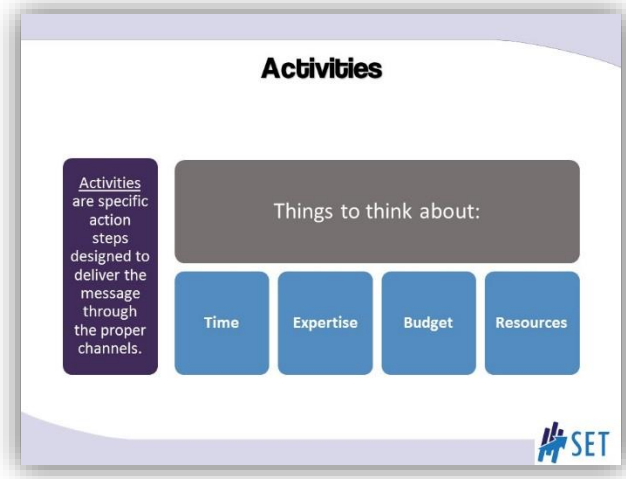 Activities
Activities
are specific
action
steps
designed to
deliver the
message
through
the proper
channels.
Things to think about:
Time
Expertise
Budget
Resources
SET